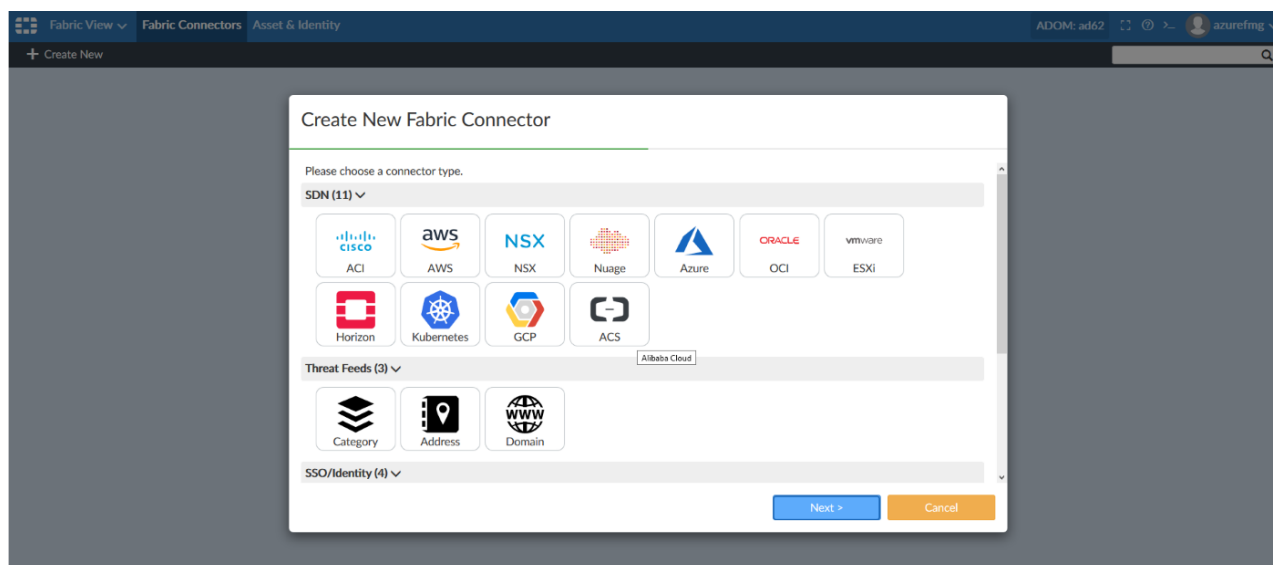 Fabric View Fabric Connectors Asset & Identity ADOM: ad62 azurefmg
+ Create New
Create New Fabric Connector
Please choose a connector type.
SDN (11)
CISCO aws NSX ORACLE vmware
ACI AWS NSX Nuage Azure OCI ESXi
Horizon Kubernetes GCP ACS
Alibaba Cloud
Threat Feeds (3)
WWW
Category Address Domain
SSO/Identity (4)
Next > Cancel